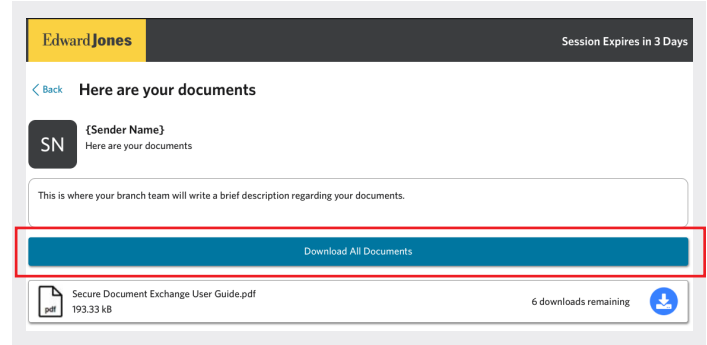 Edward Jones
Session Expires in 3 Days
Back
Here are your documents
SN
{Sender Name}
Here are your documents
This is where your branch team will write a brief description regarding your documents.
Download All Documents
pdf
Secure Document Exchange User Guide.pdf
193.33 kB
6 downloads remaining